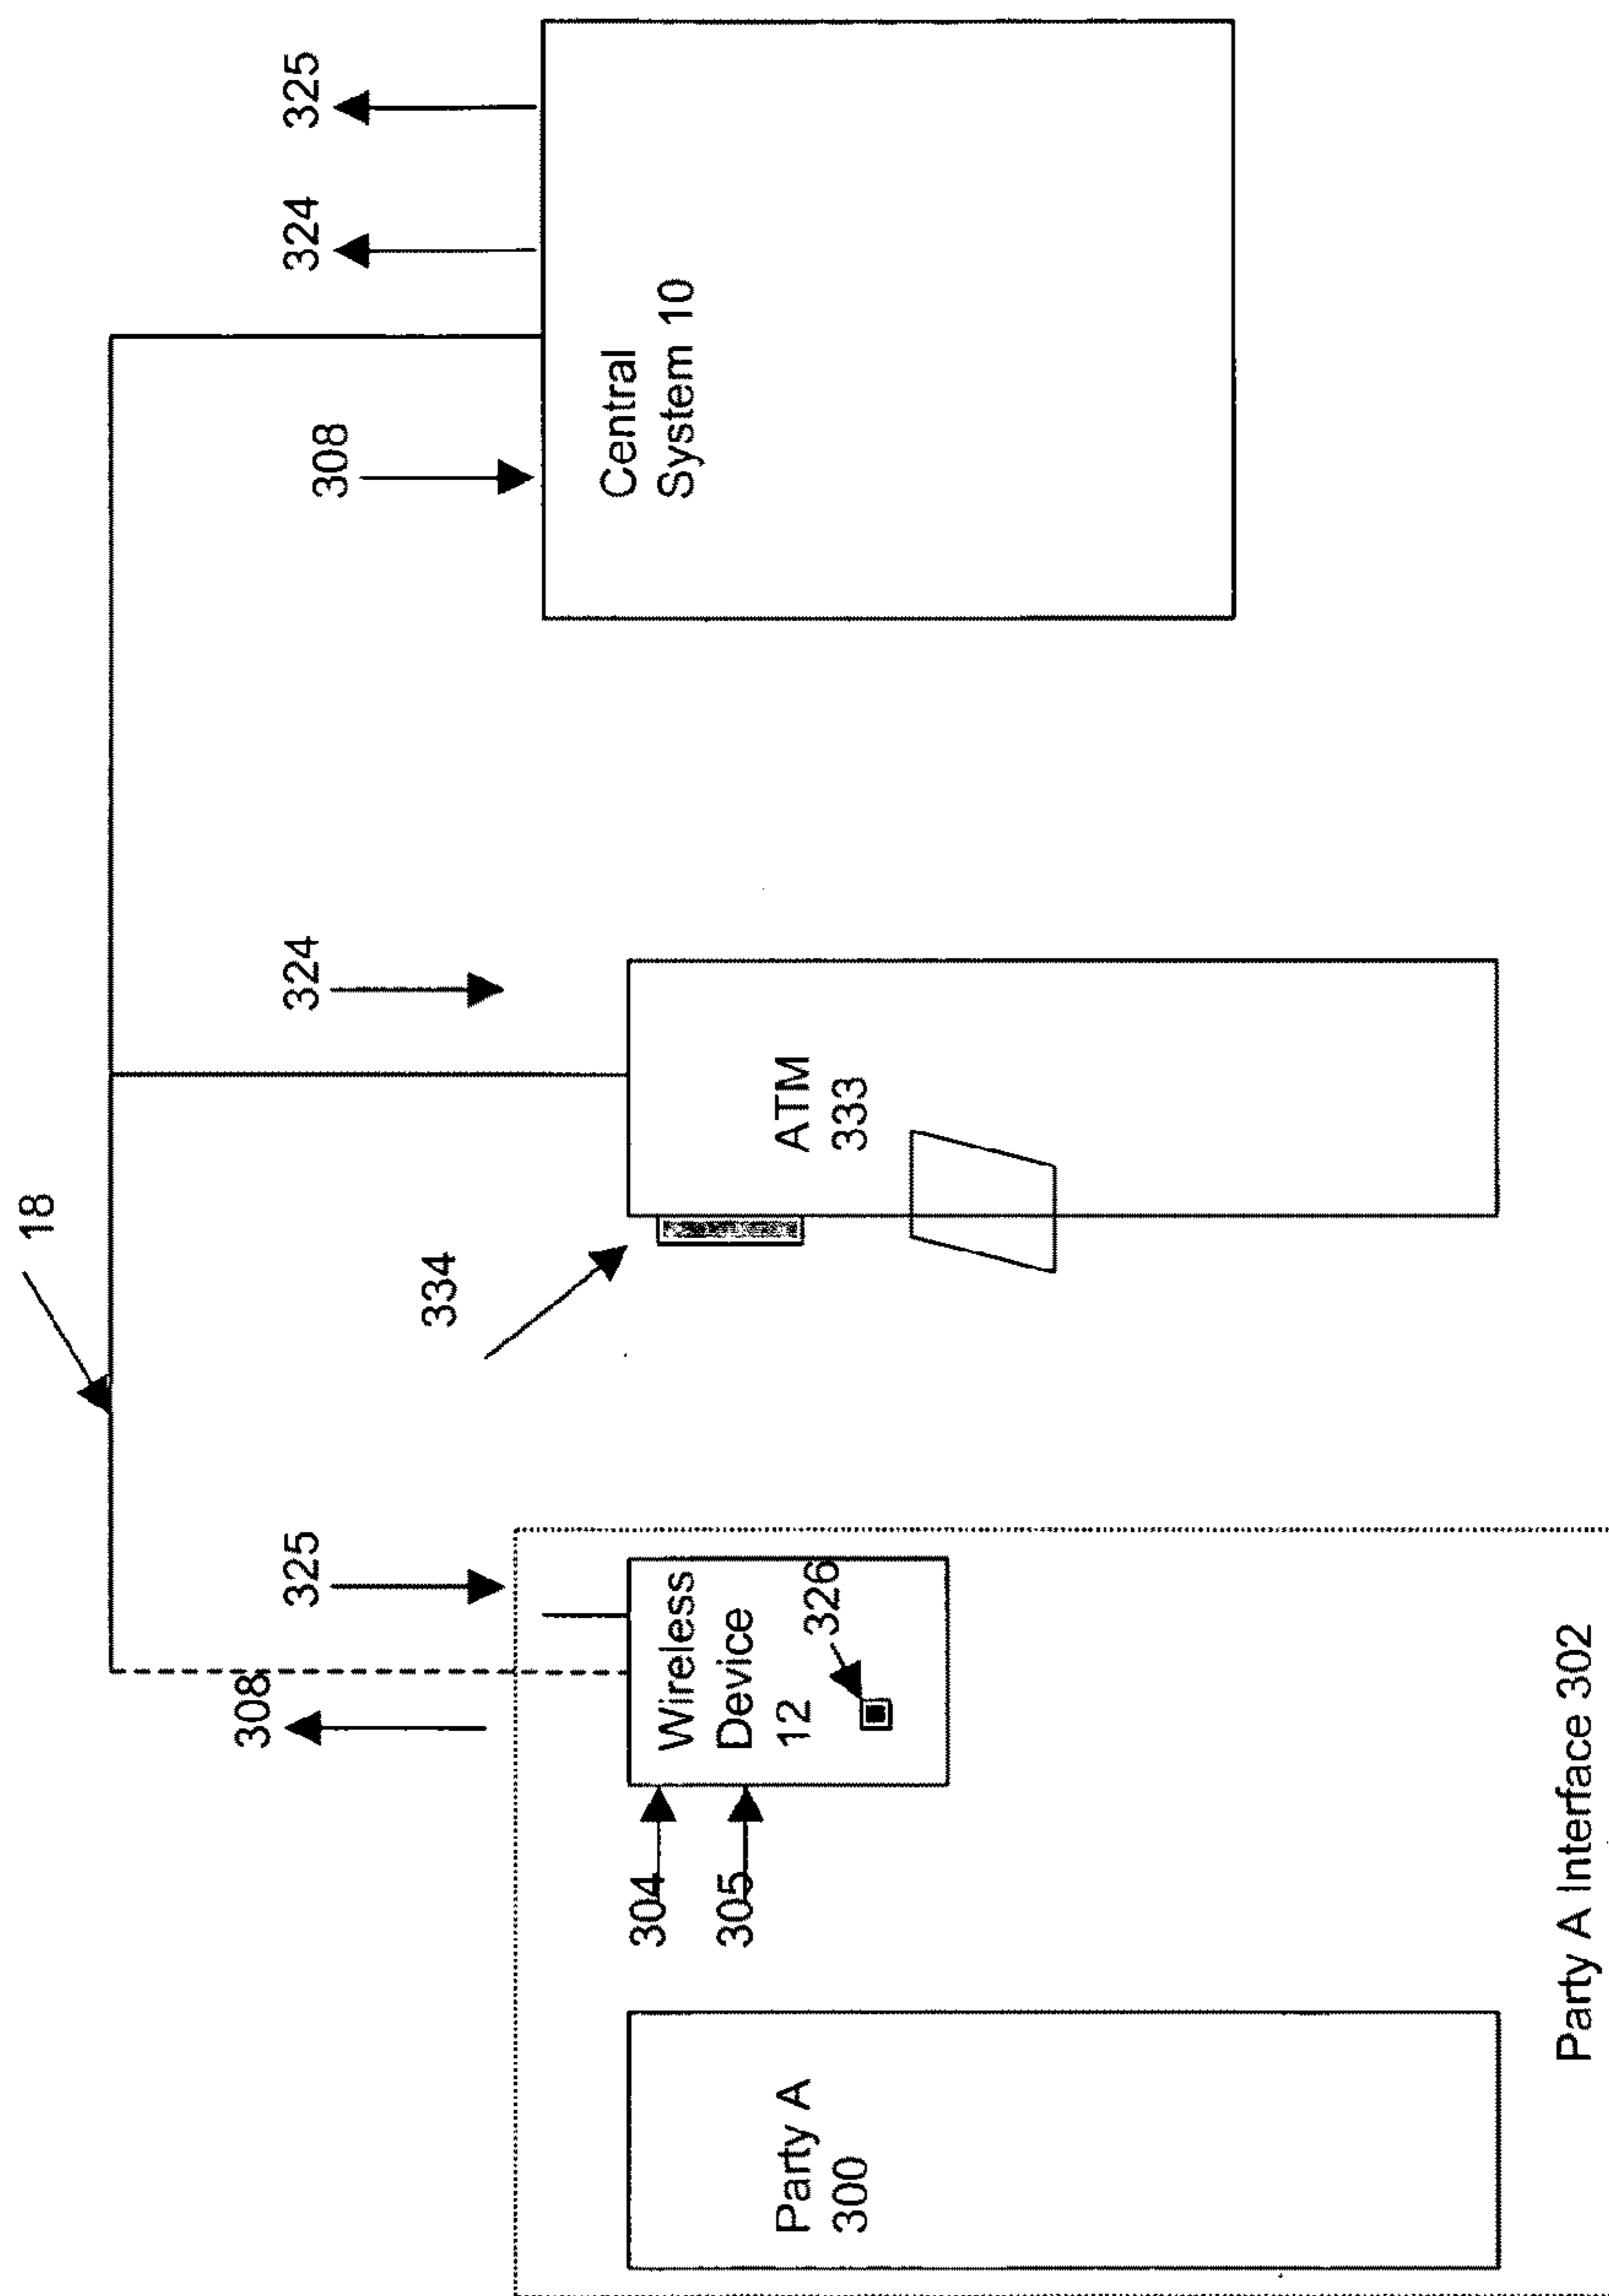 18
308
325
324
308
324
325
334
304
305
Wireless
Device
12
326
ATM
333
Central
System 10
Party A
300
Party A Interface 302